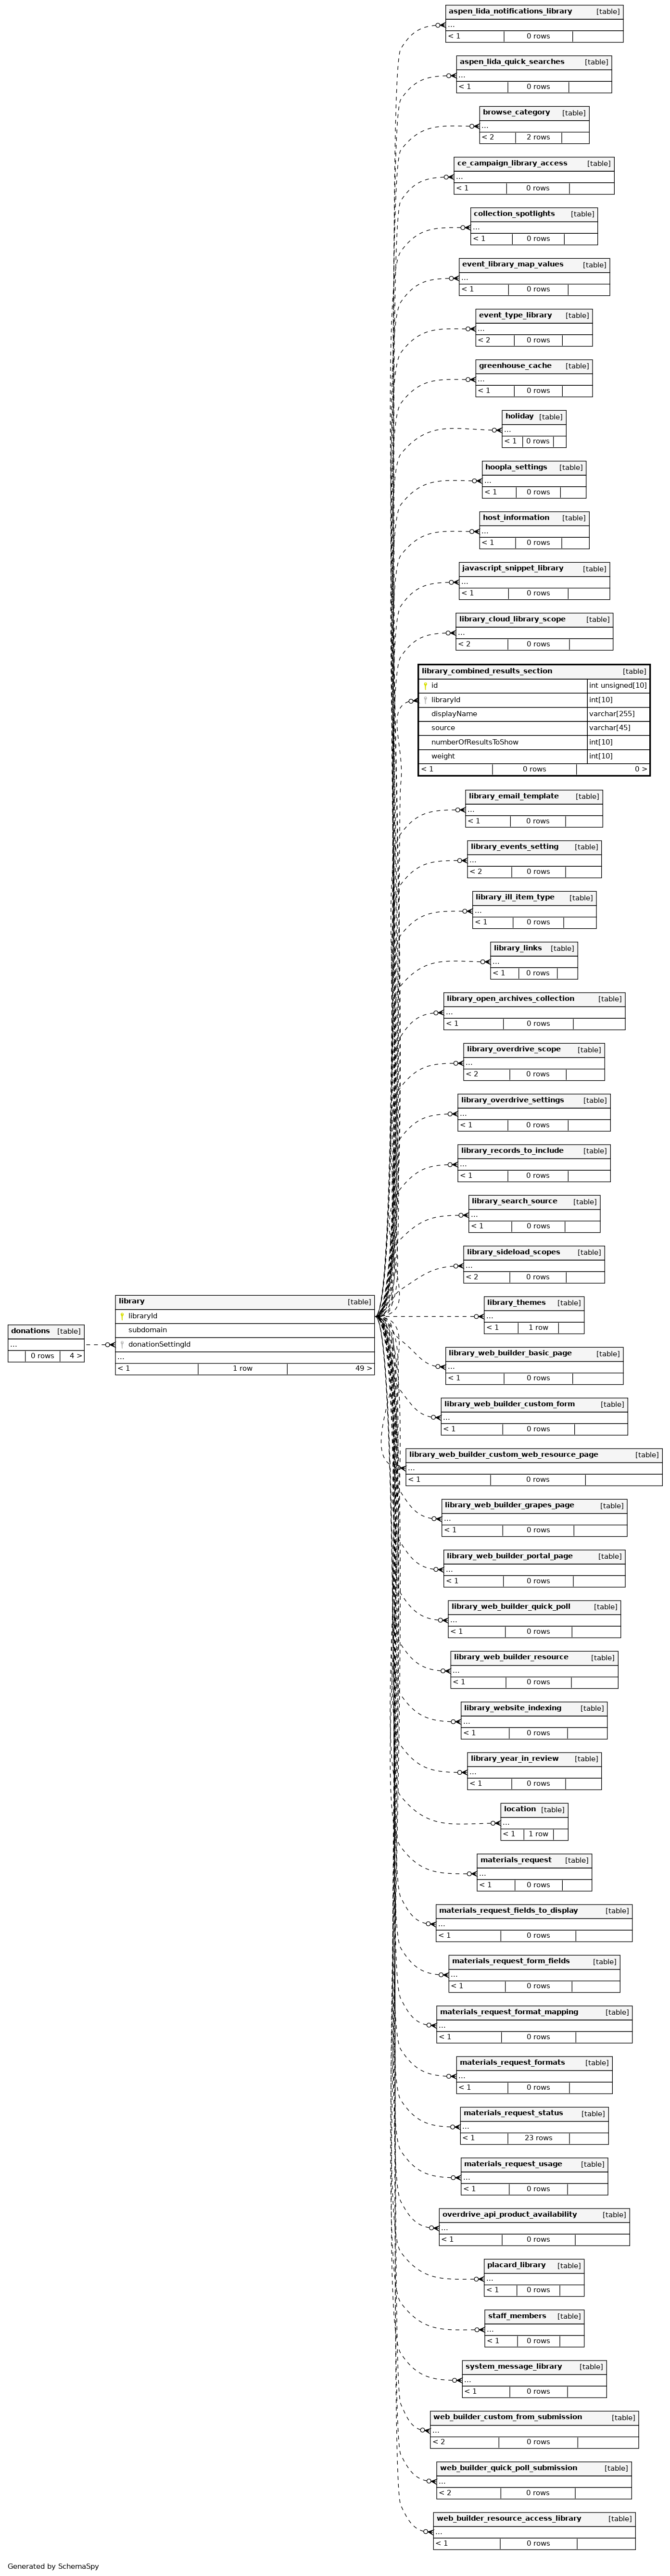 aspen_lida_notifications_library [table]
...
< 1 0 rows
aspen_lida_quick_searches [table]
...
< 1 0 rows
browse_category [table]
...
< 2 2 rows
ce_campaign_library_access [table]
...
< 1 0 rows
collection_spotlights [table]
...
< 1 0 rows
event_library_map_values [table]
...
< 1 0 rows
event_type_library [table]
...
< 2 0 rows
greenhouse_cache [table]
...
< 1 0 rows
holiday [table]
...
< 1 0 rows
hoopla_settings [table]
...
< 1 0 rows
host_information [table]
...
< 1 0 rows
javascript_snippet_library [table]
...
< 1 0 rows
library_cloud_library_scope [table]
...
< 2 0 rows
library_combined_results_section [table]
id int unsigned[10]
libraryId int[10]
displayName varchar[255]
source varchar[45]
numberOfResultsToShow int[10]
weight int[10]
< 1 0 rows 0 >
library_email_template [table]
...
< 1 0 rows
library_events_setting [table]
...
< 2 0 rows
library_ill_item_type [table]
...
< 1 0 rows
library_links [table]
...
< 1 0 rows
library_open_archives_collection [table]
...
< 1 0 rows
library_overdrive_scope [table]
...
< 2 0 rows
library_overdrive_settings [table]
...
< 1 0 rows
library_records_to_include [table]
...
< 1 0 rows
library_search_source [table]
...
< 1 0 rows
library_sideload_scopes [table]
...
< 2 0 rows
library_themes [table]
...
< 1 1 row
donations [table]
...
0 rows 4 >
library [table]
libraryId
subdomain
donationSettingId
...
< 1 1 row 49 >
library_web_builder_basic_page [table]
...
< 1 0 rows
library_web_builder_custom_form [table]
...
< 1 0 rows
library_web_builder_custom_web_resource_page [table]
...
< 1 0 rows
library_web_builder_grapes_page [table]
...
< 1 0 rows
library_web_builder_portal_page [table]
...
< 1 0 rows
library_web_builder_quick_poll [table]
...
< 1 0 rows
library_web_builder_resource [table]
...
< 1 0 rows
library_website_indexing [table]
...
< 1 0 rows
library_year_in_review [table]
...
< 1 0 rows
location [table]
...
< 1 1 row
materials_request [table]
...
< 1 0 rows
materials_request_fields_to_display [table]
...
< 1 0 rows
materials_request_form_fields [table]
...
< 1 0 rows
materials_request_format_mapping [table]
...
< 1 0 rows
materials_request_formats [table]
...
< 1 0 rows
materials_request_status [table]
...
< 1 23 rows
materials_request_usage [table]
...
< 1 0 rows
overdrive_api_product_availability [table]
...
< 1 0 rows
placard_library [table]
...
< 1 0 rows
staff_members [table]
...
< 1 0 rows
system_message_library [table]
...
< 1 0 rows
web_builder_custom_from_submission [table]
...
< 2 0 rows
web_builder_quick_poll_submission [table]
...
< 2 0 rows
web_builder_resource_access_library [table]
...
< 1 0 rows
Generated by SchemaSpy